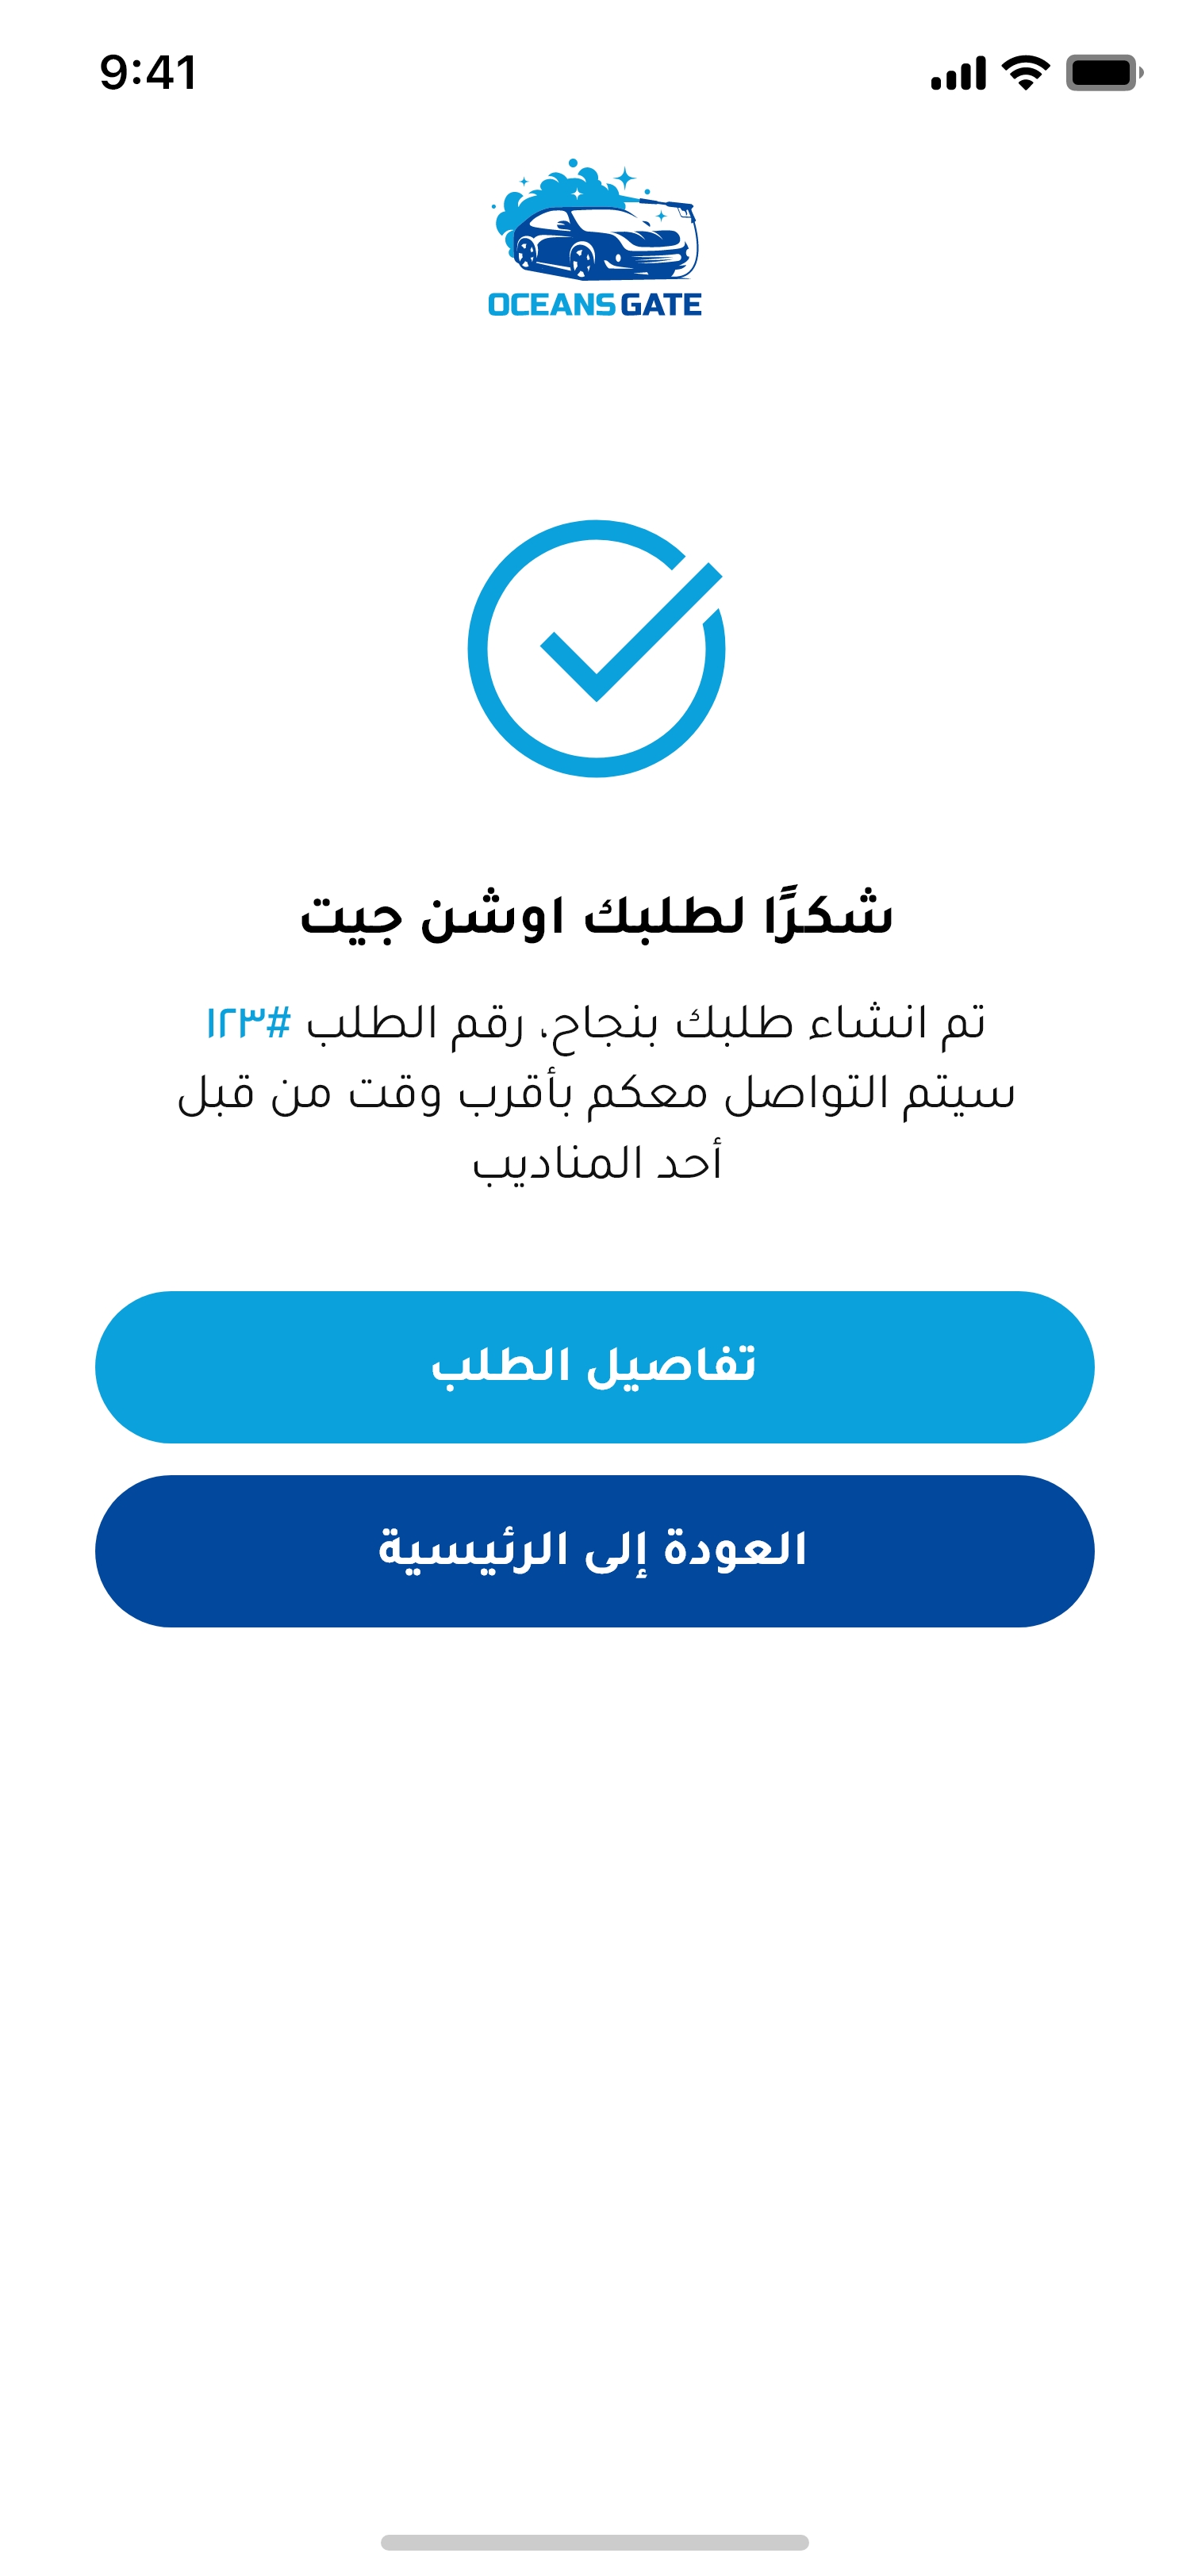 9:41
OCEANS GATE
شكرًا لطلبك اوشن جيت
تم انشاء طلبك بنجاح، رقم الطلب #١٢٣
سيتم التواصل معكم بأقرب وقت من قبل
أحد المناديب
تفاصيل الطلب
العودة إلى الرئيسية